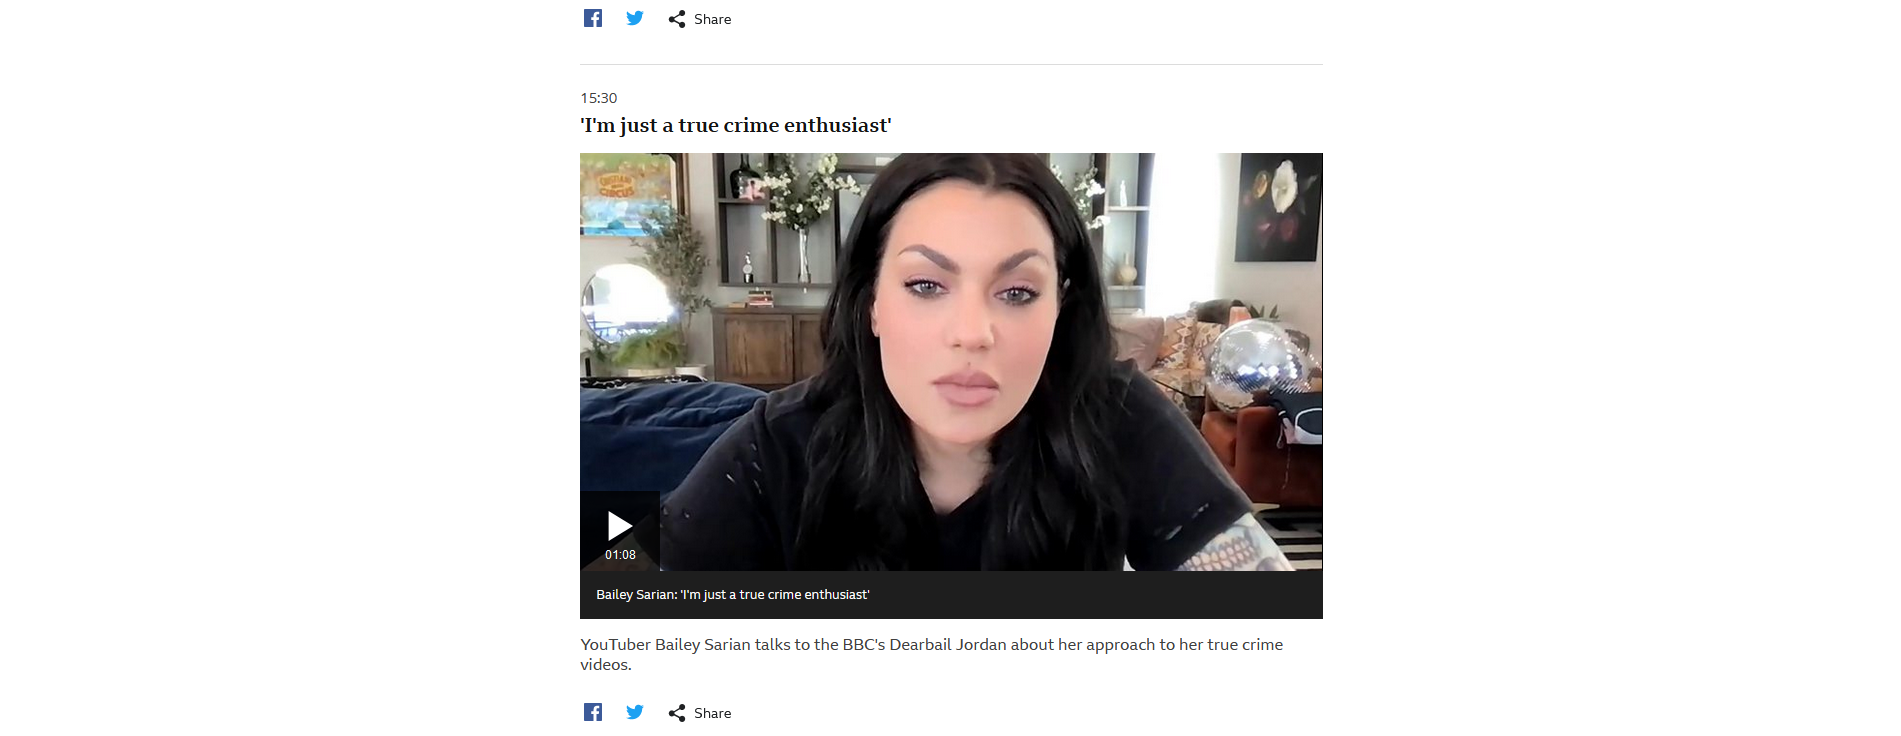 Share
15:30
'I'm just a true crime enthusiast'
CIRCUS
01:08
Bailey Sarian: 'I'm just a true crime enthusiast'
YouTuber Bailey Sarian talks to the BBC's Dearbail Jordan about her approach to her true crime
videos.
Share